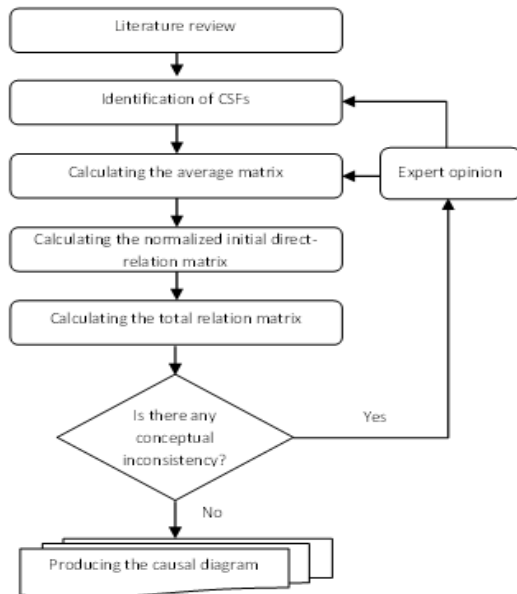 Literature review
Identification of CSFs
Calculating the average matrix
Expert opinion
Calculating the normalized initial direct-
relation matrix
Calculating the total relation matrix
Is there any
conceptual
inconsistency?
Yes
No
Producing the causal diagram